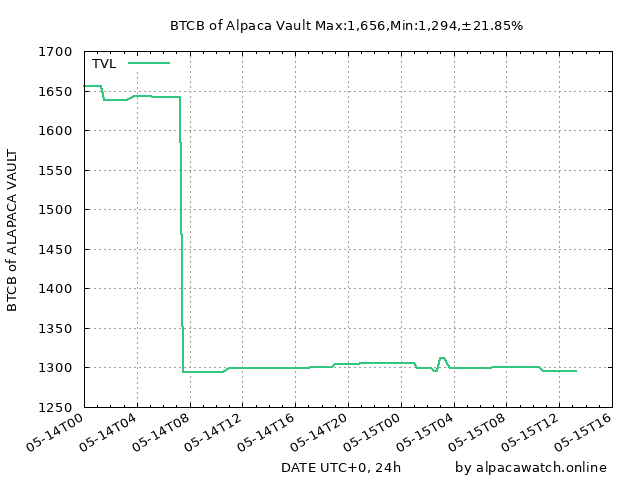 BTCB of Alpaca Vault Max:1,656,Min:1,294,±21.85%
TVL
1700
1650
1600
1550
1500
1450
1400
1350
1300
1250
BTCB of ALAPACA VAULT
05-14T00
05-14T04
05-14T08
05-14T12
05-14T16
05-14T20
05-15T00
05-15T04
05-15T08
05-15T12
05-15T16
DATE UTC+0, 24h
by alpacawatch.online